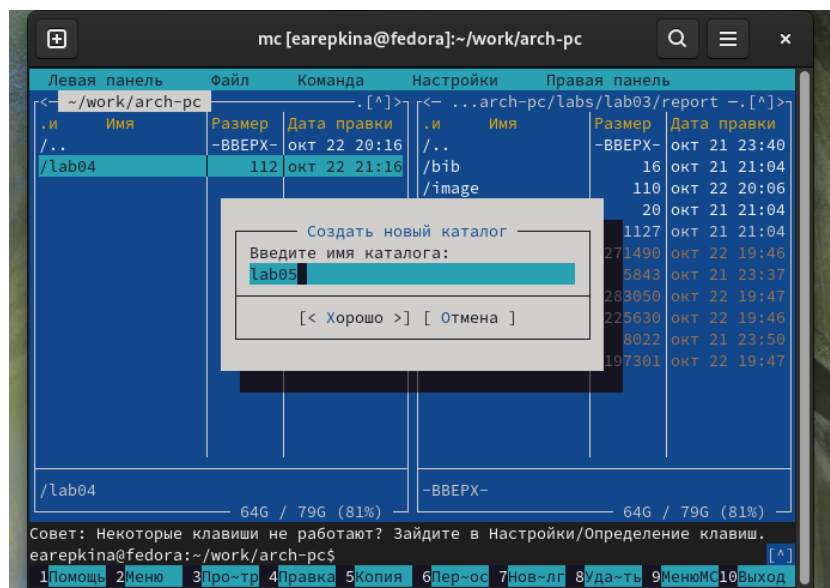 mc [earepkina@fedora]:~/work/arch-pc
Левая панель Файл Команда Настройки Правая панель
<— ~/work/arch-pc .[^]> <— ...arch-pc/labs/lab03/report —.[^]>
.и Имя Размер Дата правки .и Имя Размер Дата правки
/.. -ВВЕРХ- окт 22 20:16 /.. -ВВЕРХ- окт 21 23:40
/lab04 112 окт 22 21:16 /bib 16 окт 21 21:04
/image 110 окт 22 20:06
20 окт 21 21:04
Создать новый каталог
1127 окт 21 21:04
Введите имя каталога:
271490 окт 22 19:46
lab05
5843 окт 21 23:37
283050 окт 22 19:47
[< Хорошо >] [ Отмена ]
225630 окт 22 19:46
8022 окт 21 23:50
197301 окт 22 19:47
/lab04 -ВВЕРХ-
64G / 79G (81%) 64G / 79G (81%)
Совет: Некоторые клавиши не работают? Зайдите в Настройки/Определение клавиш.
earepkina@fedora:~/work/arch-pc$ [^]
1Помощь 2Меню 3Про~тр 4Правка 5Копия 6Пер~ос 7Нов~лг 8Уда~ть 9МенюMC 10Выход